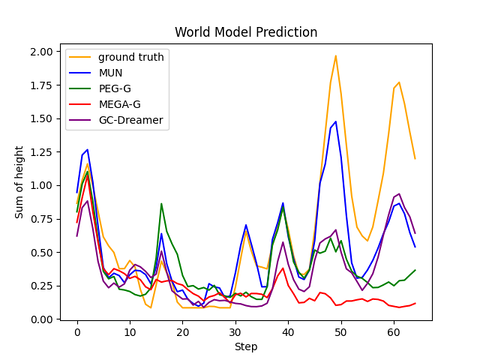 World Model Prediction
2.00
1.75
1.50
1.25
1.00
0.75
0.50
0.25
0.00
Sum of height
ground truth
MUN
PEG-G
MEGA-G
GC-Dreamer
0 10 20 30 40 50 60
Step